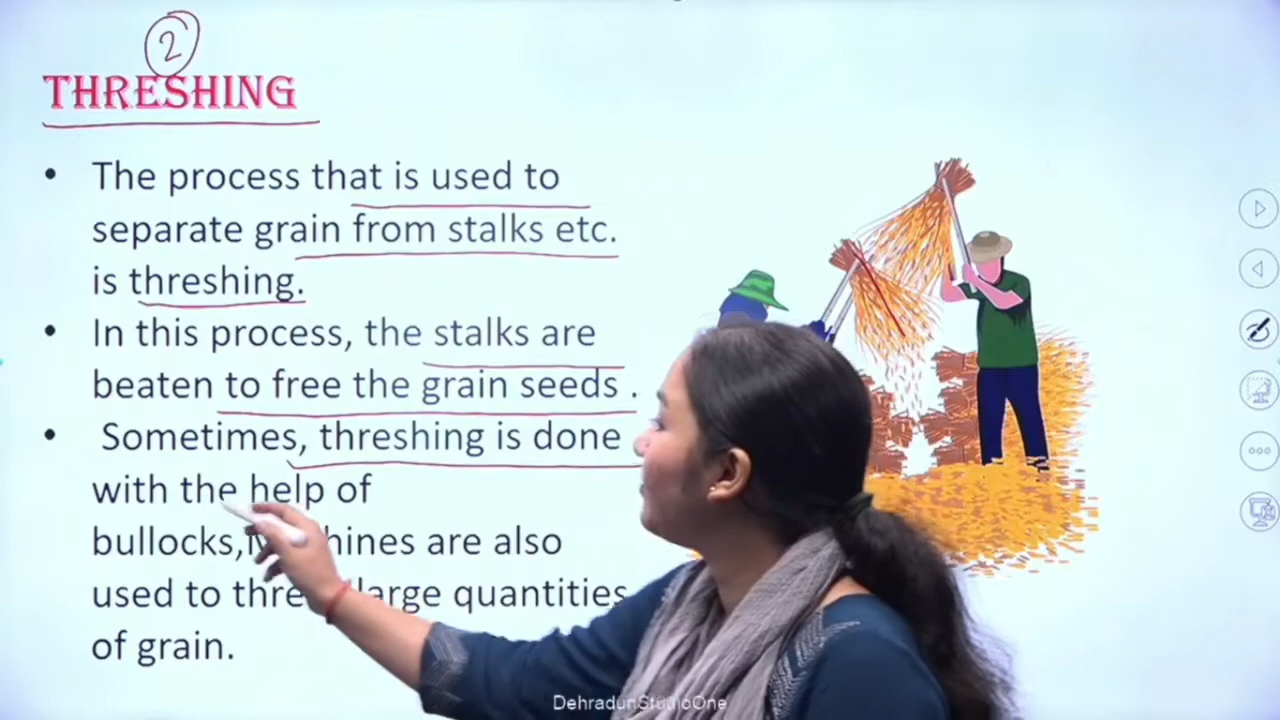 2
THRESHING
• The process that is used to
separate grain from stalks etc.
is threshing.
• In this process, the stalks are
beaten to free the grain seeds .
• Sometimes, threshing is done
with the help of
bullocks, are also
used to large quantities
of grain.
DehradunStudioOne